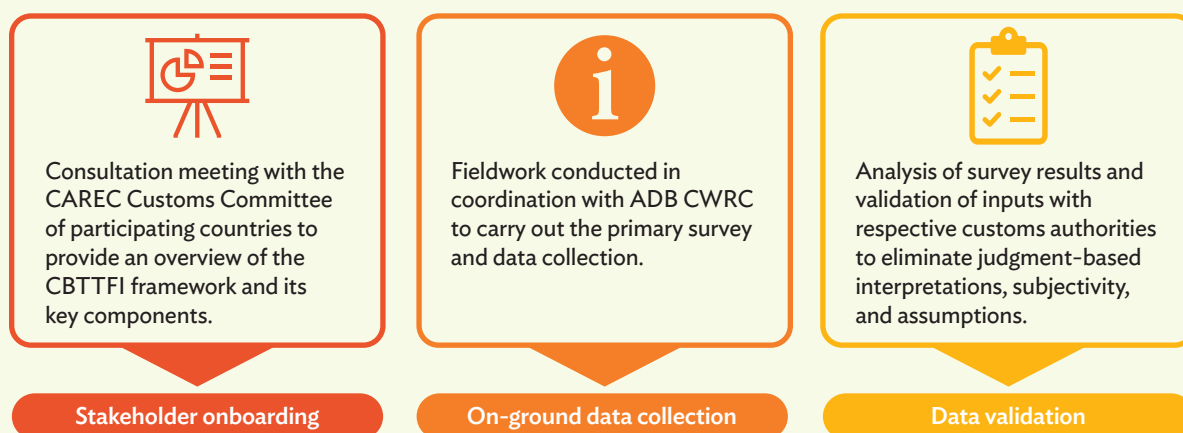 Consultation meeting with the
CAREC Customs Committee
of participating countries to
provide an overview of the
CBTTFI framework and its
key components.
Stakeholder onboarding
Fieldwork conducted in
coordination with ADB CWRC
to carry out the primary survey
and data collection.
On-ground data collection
Analysis of survey results and
validation of inputs with
respective customs authorities
to eliminate judgment-based
interpretations, subjectivity,
and assumptions.
Data validation